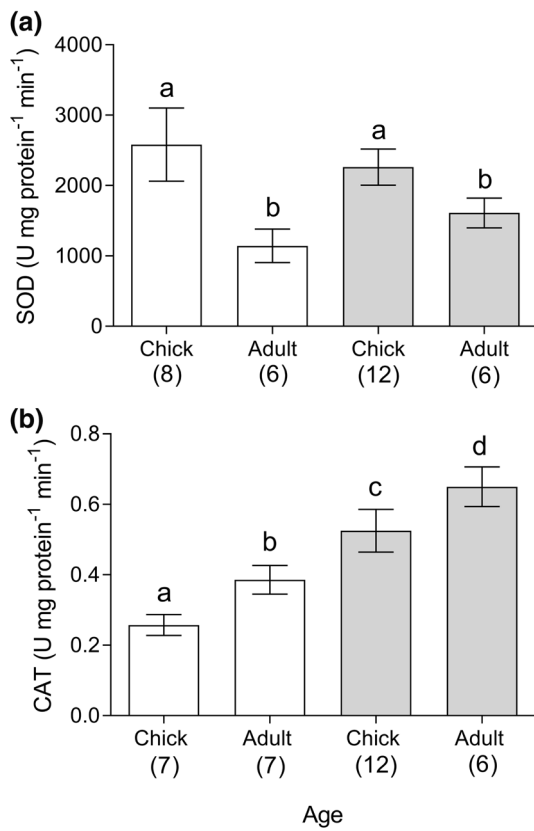 (a)
SOD (U mg protein⁻¹ min⁻¹)
4000
3000
2000
1000
0
a
b
a
b
Chick Adult Chick Adult
(8) (6) (12) (6)
(b)
CAT (U mg protein⁻¹ min⁻¹)
0.8
0.6
0.4
0.2
0.0
a
b
c
d
Chick Adult Chick Adult
(7) (7) (12) (6)
Age